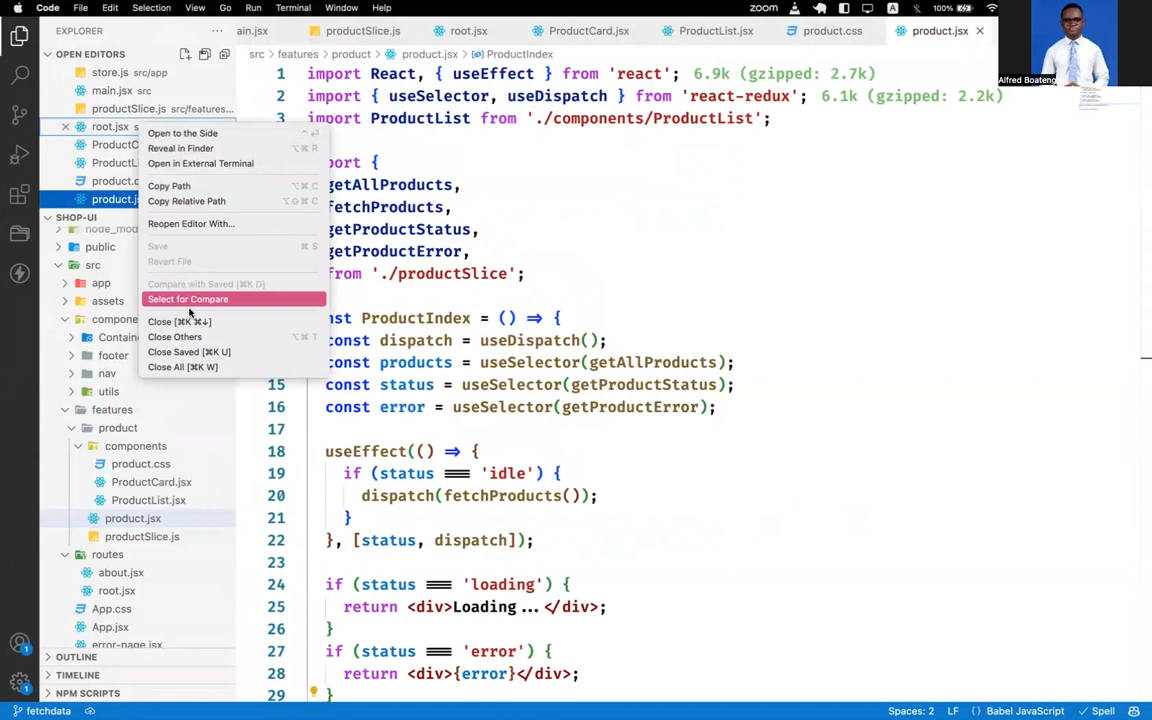 Code File Edit Selection View Go Run Terminal Window Help
zoom A 100%
EXPLORER
ain.jsx productSlice.js root.jsx ProductCard.jsx ProductList.jsx product.css product.jsx
OPEN EDITORS
src > features > product > product.jsx > ProductIndex
store.js src/app
main.jsx src
productSlice.js src/features...
root.jsx s
ProductC
ProductL
product.c
product.js
SHOP-UI
node_mod
public
src
app
assets
compone
Contain
footer
nav
utils
features
product
components
product.css
ProductCard.jsx
ProductList.jsx
product.jsx
productSlice.js
routes
about.jsx
root.jsx
App.css
App.jsx
error-page.jsx
OUTLINE
TIMELINE
NPM SCRIPTS
Open to the Side ⌃⏎
Reveal in Finder ⌥⌘R
Open in External Terminal
Copy Path ⌥⌘C
Copy Relative Path ⌥⇧⌘C
Reopen Editor With...
Save ⌘S
Revert File
Compare with Saved [⌘K D]
Select for Compare
Close [⌘K ⌘↓]
Close Others ⌥⌘T
Close Saved [⌘K U]
Close All [⌘K W]
1 import React, { useEffect } from 'react'; 6.9k (gzipped: 2.7k)
2 import { useSelector, useDispatch } from 'react-redux'; 6.1k (gzipped: 2.2k)
3 import ProductList from './components/ProductList';
port {
getAllProducts,
fetchProducts,
getProductStatus,
getProductError,
from './productSlice';
nst ProductIndex = () => {
const dispatch = useDispatch();
const products = useSelector(getAllProducts);
15 const status = useSelector(getProductStatus);
16 const error = useSelector(getProductError);
17
18 useEffect(() => {
19 if (status === 'idle') {
20 dispatch(fetchProducts());
21 }
22 }, [status, dispatch]);
23
24 if (status === 'loading') {
25 return <div>Loading...</div>;
26 }
27 if (status === 'error') {
28 return <div>{error}</div>;
29 }
Alfred Boateng
1
1
fetchdata
Spaces: 2 LF {} Babel JavaScript Spell